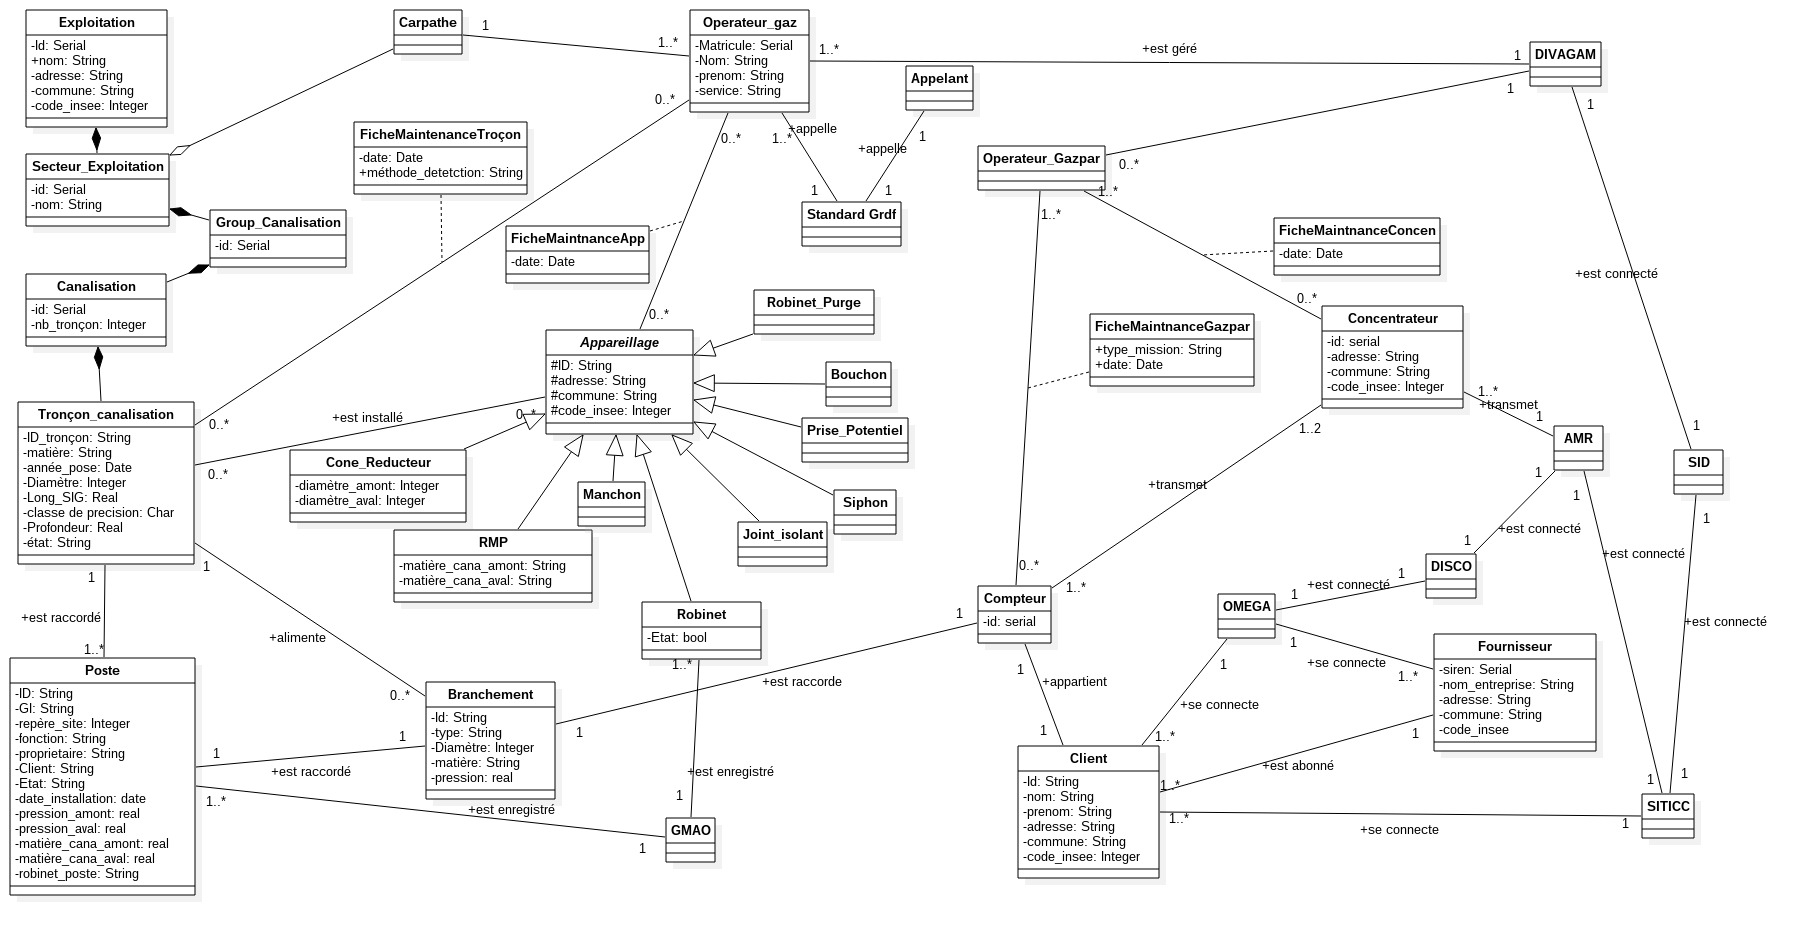 Exploitation
-Id: Serial
+nom: String
-adresse: String
-commune: String
-code_insee: Integer
Carpathe
1
1..*
Operateur_gaz
-Matricule: Serial
-Nom: String
-prenom: String
-service: String
1..*
+est géré
1
DIVAGAM
1
1
Appelant
0..*
0..*
1..*
+appelle
+appelle
1
1
1
Standard Grdf
FicheMaintenanceTroçon
-date: Date
+méthode_detetction: String
Secteur_Exploitation
-id: Serial
-nom: String
Group_Canalisation
-id: Serial
Operateur_Gazpar
0..*
1..*
1..*
FicheMaintnanceApp
-date: Date
FicheMaintnanceConcen
-date: Date
+est connecté
Canalisation
-id: Serial
-nb_tronçon: Integer
0..*
Robinet_Purge
0..*
Concentrateur
-id: serial
-adresse: String
-commune: String
-code_insee: Integer
FicheMaintnanceGazpar
+type_mission: String
+date: Date
Appareillage
#ID: String
#adresse: String
#commune: String
#code_insee: Integer
Bouchon
Prise_Potentiel
Siphon
Joint_isolant
Manchon
Tronçon_canalisation
-ID_tronçon: String
-matière: String
-année_pose: Date
-Diamètre: Integer
-Long_SIG: Real
-classe de precision: Char
-Profondeur: Real
-état: String
0..*
+est installé
0..*
0..*
Cone_Reducteur
-diamètre_amont: Integer
-diamètre_aval: Integer
RMP
-matière_cana_amont: String
-matière_cana_aval: String
1..*
+transmet
1
1..2
AMR
1
SID
1
+transmet
1
1
+est connecté
1
DISCO
+est connecté
+est connecté
1
+est raccordé
1..*
1
+alimente
0..*
Robinet
-Etat: bool
1..*
0..*
1..*
Compteur
-id: serial
1
OMEGA
1
+est connecté
1
1
+se connecte
1..*
Fournisseur
-siren: Serial
-nom_entreprise: String
-adresse: String
-commune: String
-code_insee
Poste
-ID: String
-GI: String
-repère_site: Integer
-fonction: String
-proprietaire: String
-Client: String
-Etat: String
-date_installation: date
-pression_amont: real
-pression_aval: real
-matière_cana_amont: real
-matière_cana_aval: real
-robinet_poste: String
Branchement
-Id: String
-type: String
-Diamètre: Integer
-matière: String
-pression: real
1
+est raccorde
1
+appartient
1
1
+se connecte
1..*
1
1
+est raccordé
1..*
+est enregistré
1
+est enregistré
1
GMAO
Client
-Id: String
-nom: String
-prenom: String
-adresse: String
-commune: String
-code_insee: Integer
1..*
+est abonné
1
1..*
+se connecte
1
1
1
SITICC